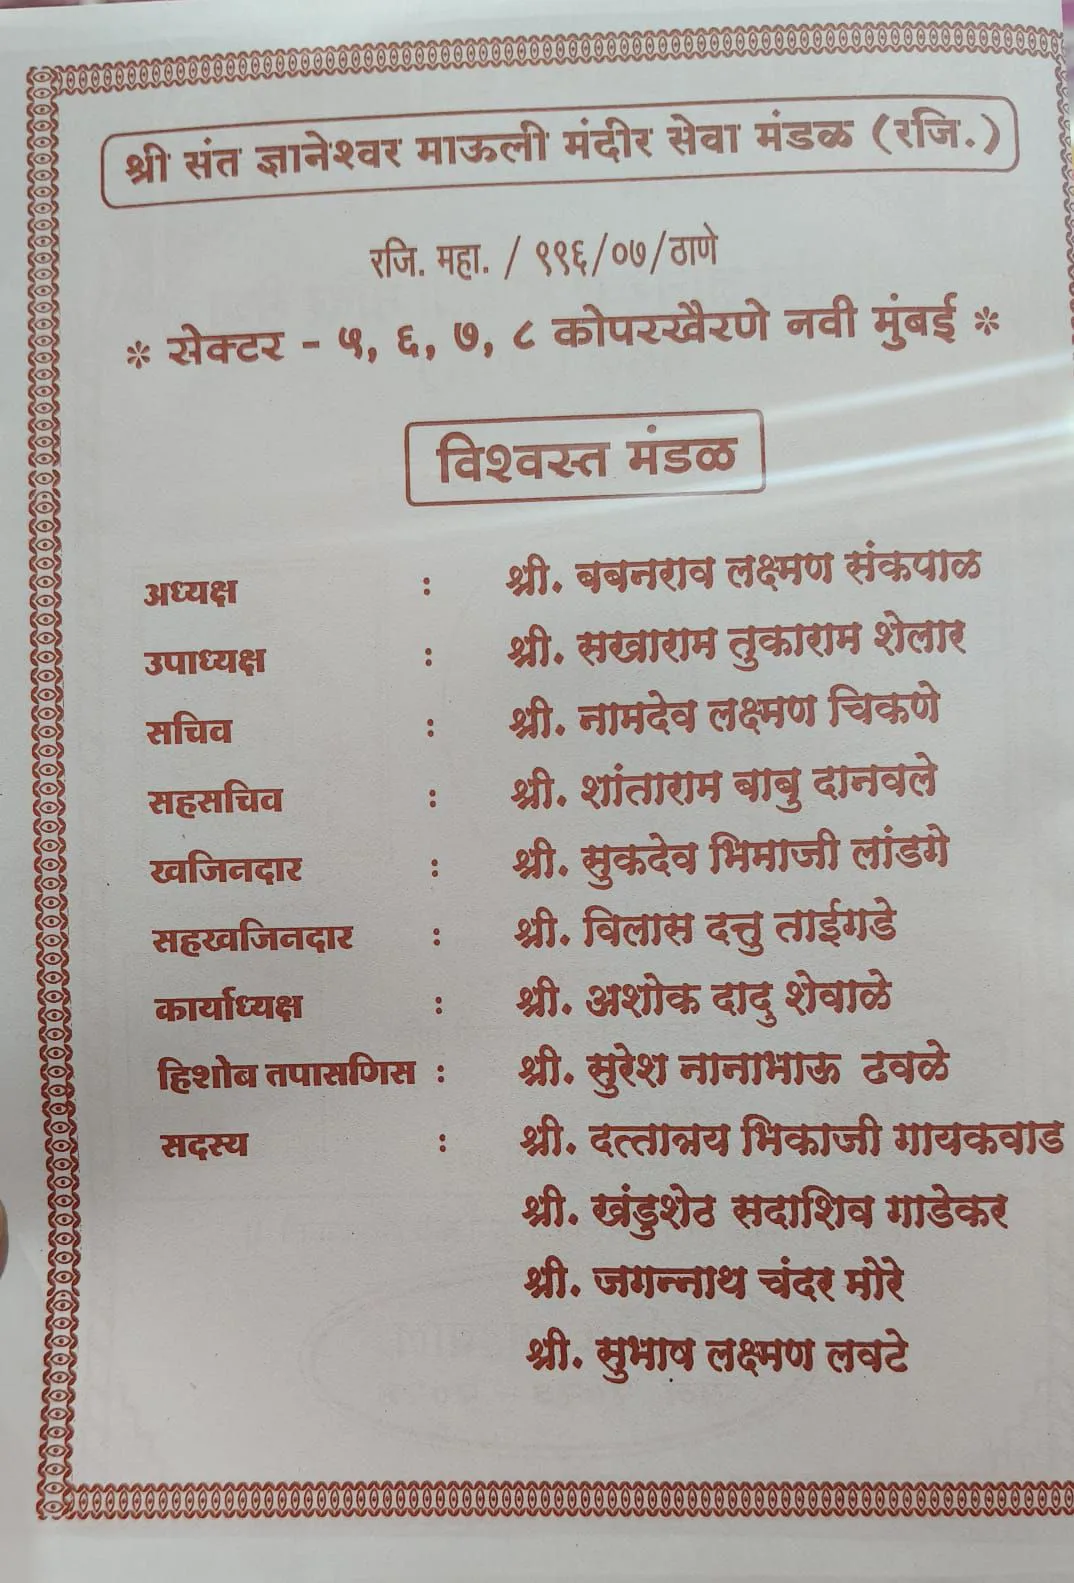 श्री संत ज्ञानेश्वर माऊली मंदीर सेवा मंडळ (रजि.)
रजि. महा. / ९९६/०७/ठाणे
* सेक्टर - ५, ६, ७, ८ कोपरखैरणे नवी मुंबई *
विश्वस्त मंडळ
अध्यक्ष : श्री. बबनराव लक्ष्मण संकपाळ
उपाध्यक्ष : श्री. सखाराम तुकाराम शेलार
सचिव : श्री. नामदेव लक्ष्मण चिकणे
सहसचिव : श्री. शांताराम बाबु दानवले
खजिनदार : श्री. सुकदेव भिमाजी लांडगे
सहखजिनदार : श्री. विलास दत्तु ताईगडे
कार्याध्यक्ष : श्री. अशोक दादु शेवाळे
हिशोब तपासणिस : श्री. सुरेश नानाभाऊ ढवळे
सदस्य : श्री. दत्तात्रय भिकाजी गायकवाड
श्री. खंडुशेठ सदाशिव गाडेकर
श्री. जगन्नाथ चंदर मोरे
श्री. सुभाष लक्ष्मण लवटे